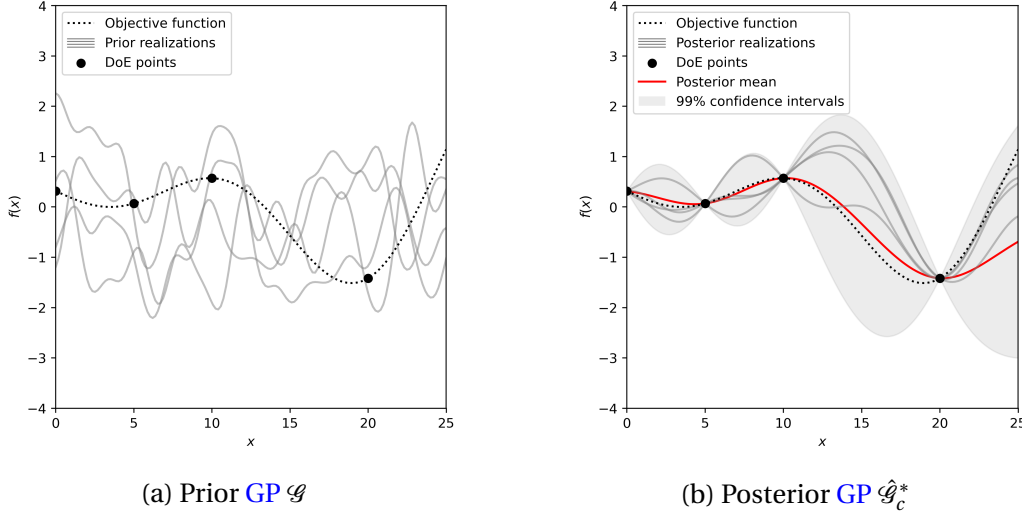 Objective function
Prior realizations
DoE points
4
3
2
1
0
−1
−2
−3
−4
f(x)
0
5
10
15
20
25
x
(a) Prior GP 𝒢
Objective function
Posterior realizations
DoE points
Posterior mean
99% confidence intervals
4
3
2
1
0
−1
−2
−3
−4
f(x)
0
5
10
15
20
25
x
(b) Posterior GP 𝒢̂*c